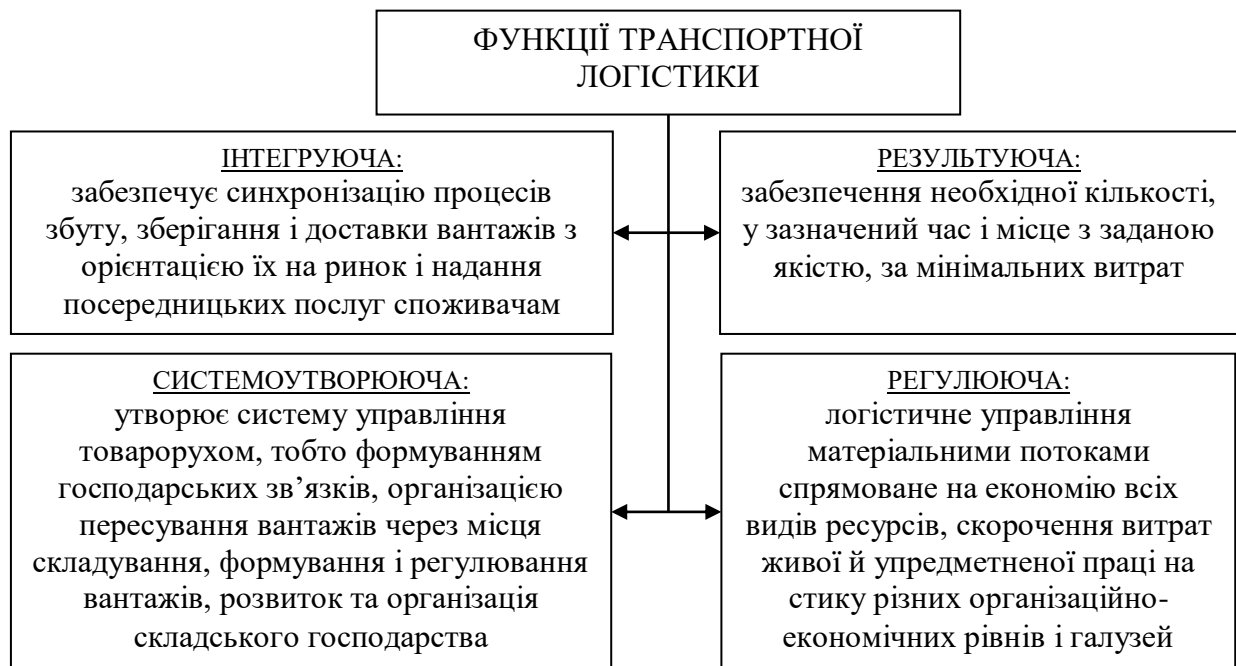 ФУНКЦІЇ ТРАНСПОРТНОЇ
ЛОГІСТИКИ
ІНТЕГРУЮЧА:
забезпечує синхронізацію процесів
збуту, зберігання і доставки вантажів з
орієнтацією їх на ринок і надання
посередницьких послуг споживачам
РЕЗУЛЬТУЮЧА:
забезпечення необхідної кількості,
у зазначений час і місце з заданою
якістю, за мінімальних витрат
СИСТЕМОУТВОРЮЮЧА:
утворює систему управління
товарорухом, тобто формуванням
господарських зв’язків, організацією
пересування вантажів через місця
складування, формування і регулювання
вантажів, розвиток та організація
складського господарства
РЕГУЛЮЮЧА:
логістичне управління
матеріальними потоками
спрямоване на економію всіх
видів ресурсів, скорочення витрат
живої й упредметненої праці на
стику різних організаційно-
економічних рівнів і галузей